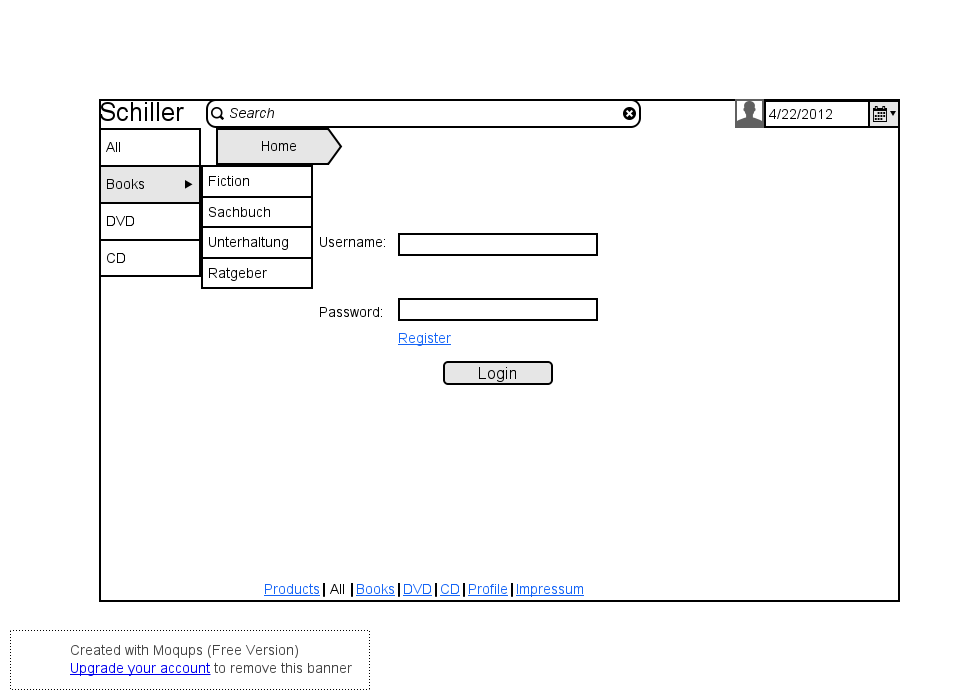 Schiller
Search
4/22/2012
All
Home
Books
Fiction
Sachbuch
DVD
Unterhaltung
CD
Ratgeber
Username:
Password:
Register
Login
Products | All | Books | DVD | CD | Profile | Impressum
Created with Moqups (Free Version)
Upgrade your account to remove this banner